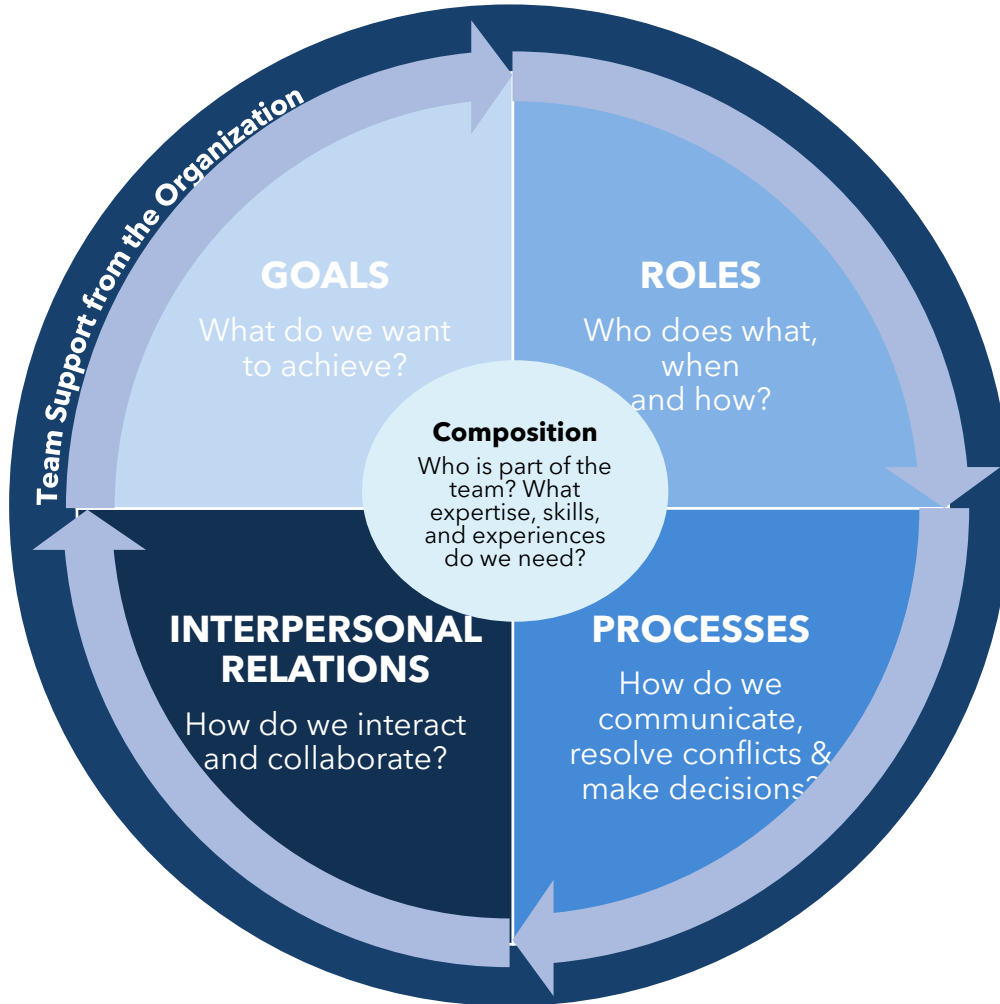 Team Support from the Organization
GOALS
What do we want
to achieve?
ROLES
Who does what,
when
and how?
Composition
Who is part of the
team? What
expertise, skills,
and experiences
do we need?
INTERPERSONAL
RELATIONS
How do we interact
and collaborate?
PROCESSES
How do we
communicate,
resolve conflicts &
make decisions?